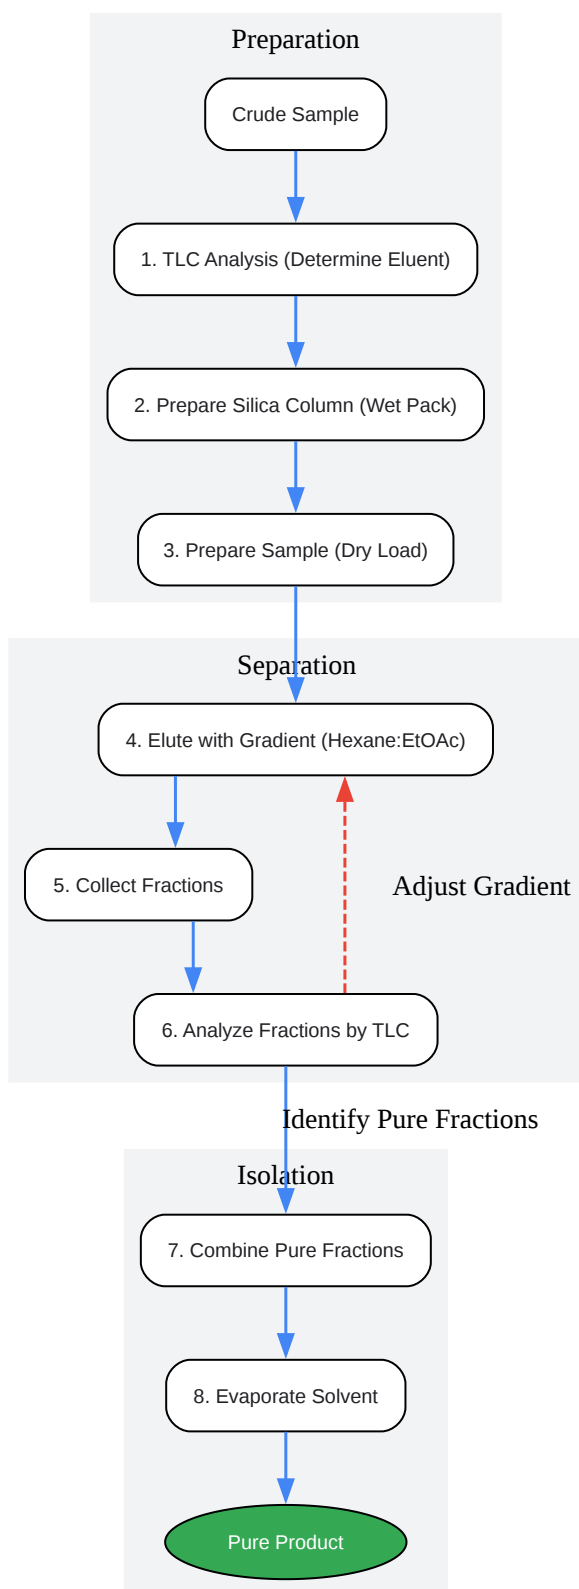 Preparation
Crude Sample
1. TLC Analysis (Determine Eluent)
2. Prepare Silica Column (Wet Pack)
3. Prepare Sample (Dry Load)
Separation
4. Elute with Gradient (Hexane:EtOAc)
5. Collect Fractions
Adjust Gradient
6. Analyze Fractions by TLC
Identify Pure Fractions
Isolation
7. Combine Pure Fractions
8. Evaporate Solvent
Pure Product